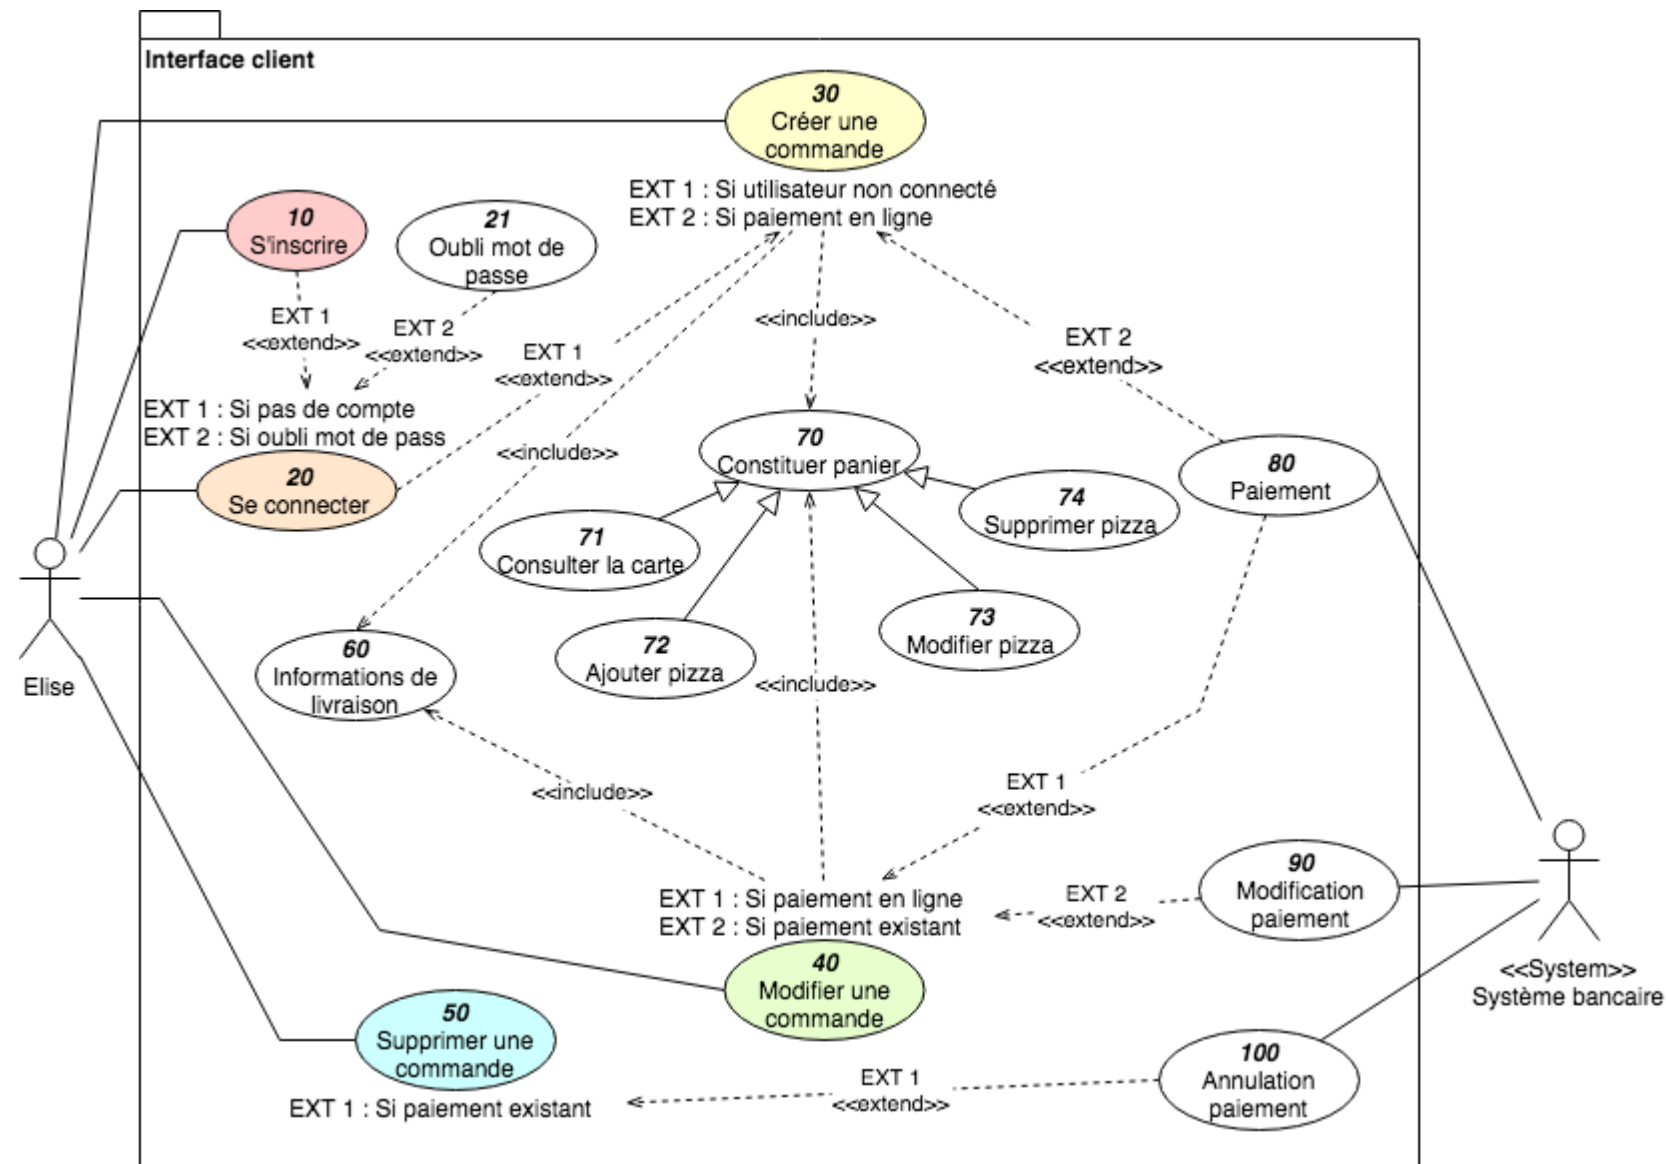 Interface client
30
Créer une
commande
EXT 1 : Si utilisateur non connecté
EXT 2 : Si paiement en ligne
10
S'inscrire
21
Oubli mot de
passe
EXT 1
<<extend>>
EXT 2
<<extend>>
EXT 1
<<extend>>
<<include>>
EXT 2
<<extend>>
EXT 1 : Si pas de compte
EXT 2 : Si oubli mot de pass
20
Se connecter
<<include>>
70
Constituer panier
80
Paiement
71
Consulter la carte
74
Supprimer pizza
72
Ajouter pizza
73
Modifier pizza
60
Informations de
livraison
Elise
<<include>>
<<include>>
EXT 1
<<extend>>
EXT 1 : Si paiement en ligne
EXT 2 : Si paiement existant
40
Modifier une
commande
EXT 2
<<extend>>
90
Modification
paiement
<<System>>
Système bancaire
50
Supprimer une
commande
EXT 1 : Si paiement existant
EXT 1
<<extend>>
100
Annulation
paiement